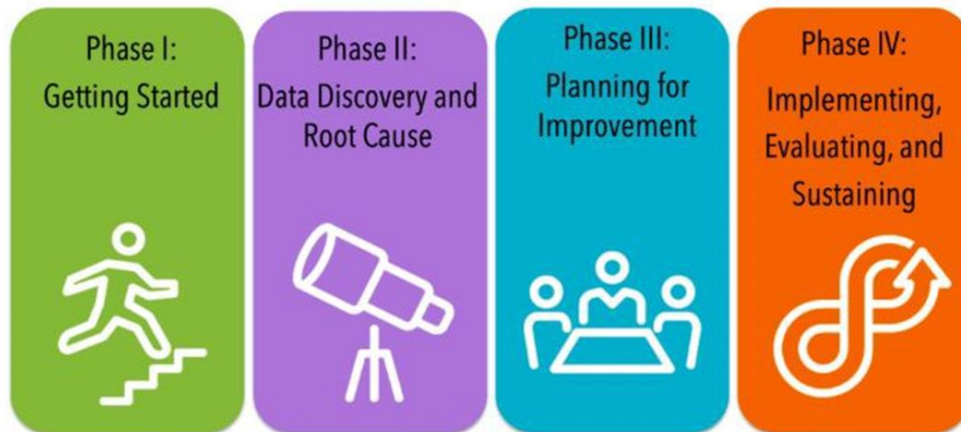 Phase I:
Getting Started
Phase II:
Data Discovery and
Root Cause
Phase III:
Planning for
Improvement
Phase IV:
Implementing,
Evaluating, and
Sustaining